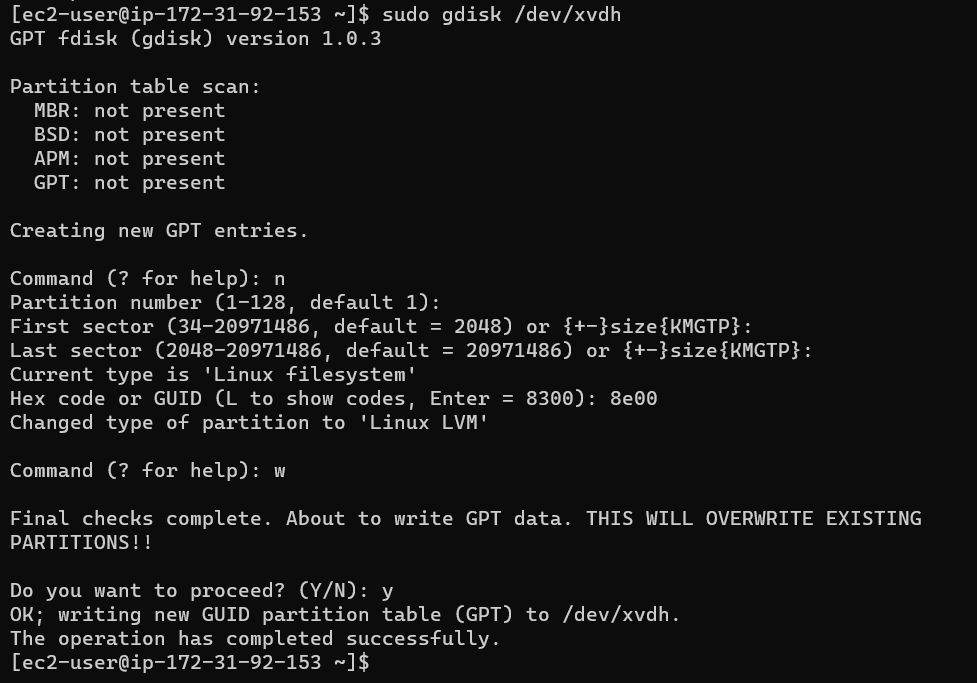 [ec2-user@ip-172-31-92-153 ~]$ sudo gdisk /dev/xvdh
GPT fdisk (gdisk) version 1.0.3
Partition table scan:
  MBR: not present
  BSD: not present
  APM: not present
  GPT: not present
Creating new GPT entries.
Command (? for help): n
Partition number (1-128, default 1):
First sector (34-20971486, default = 2048) or {+-}size{KMGTP}:
Last sector (2048-20971486, default = 20971486) or {+-}size{KMGTP}:
Current type is 'Linux filesystem'
Hex code or GUID (L to show codes, Enter = 8300): 8e00
Changed type of partition to 'Linux LVM'
Command (? for help): w
Final checks complete. About to write GPT data. THIS WILL OVERWRITE EXISTING
PARTITIONS!!
Do you want to proceed? (Y/N): y
OK; writing new GUID partition table (GPT) to /dev/xvdh.
The operation has completed successfully.
[ec2-user@ip-172-31-92-153 ~]$